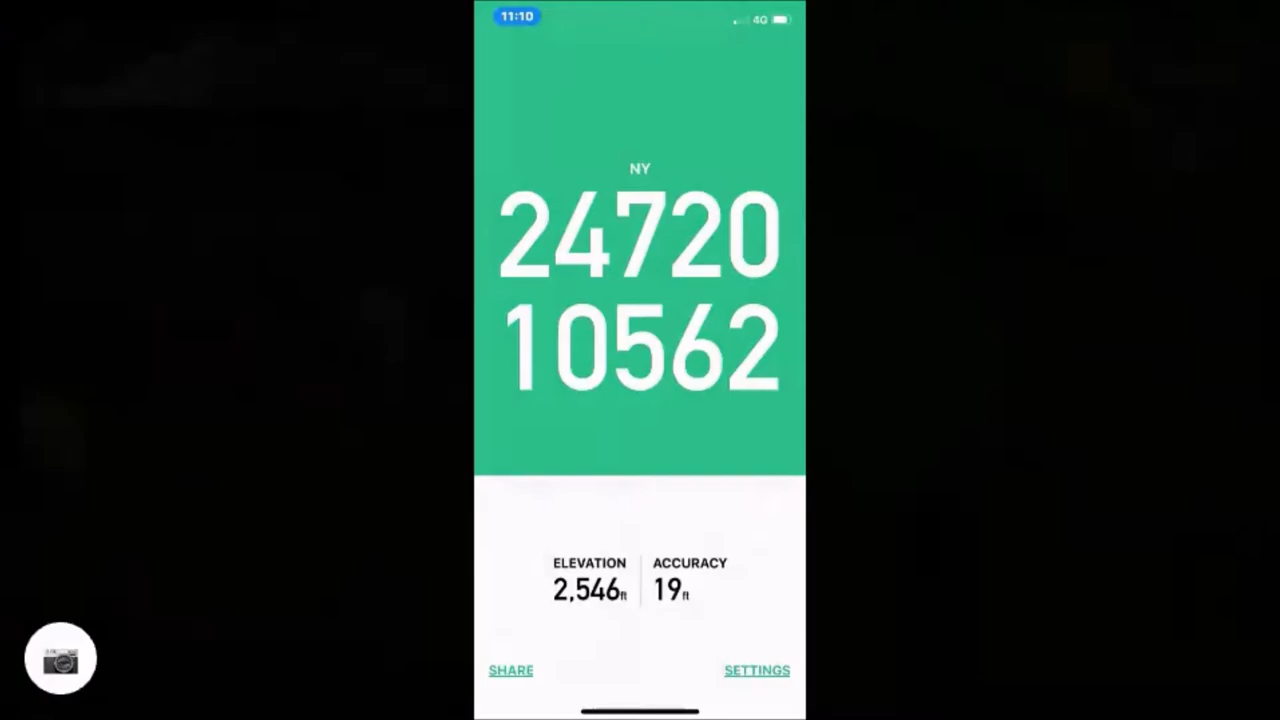 11:10
4G
NY
24720
10562
ELEVATION
ACCURACY
2,546ft
19ft
SHARE
SETTINGS